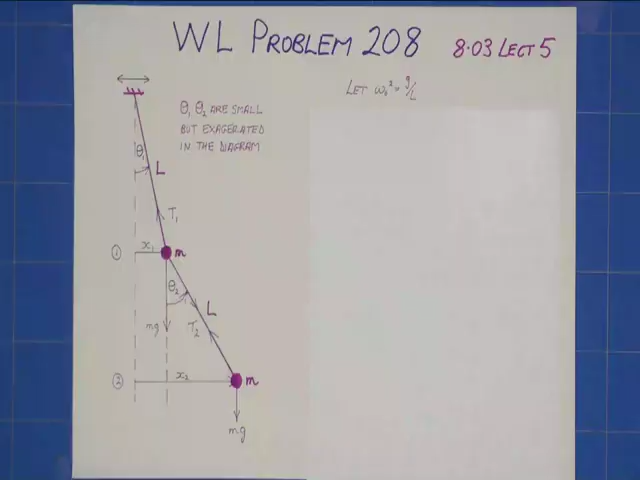 WL PROBLEM 208
8.03 LECT 5
LET ω₀² = g/L
θ₁ θ₂ ARE SMALL
BUT EXAGERATED
IN THE DIAGRAM
θ₁
L
T₁
① x₁ m
θ₂
L
mg T₂
② x₂ m
mg